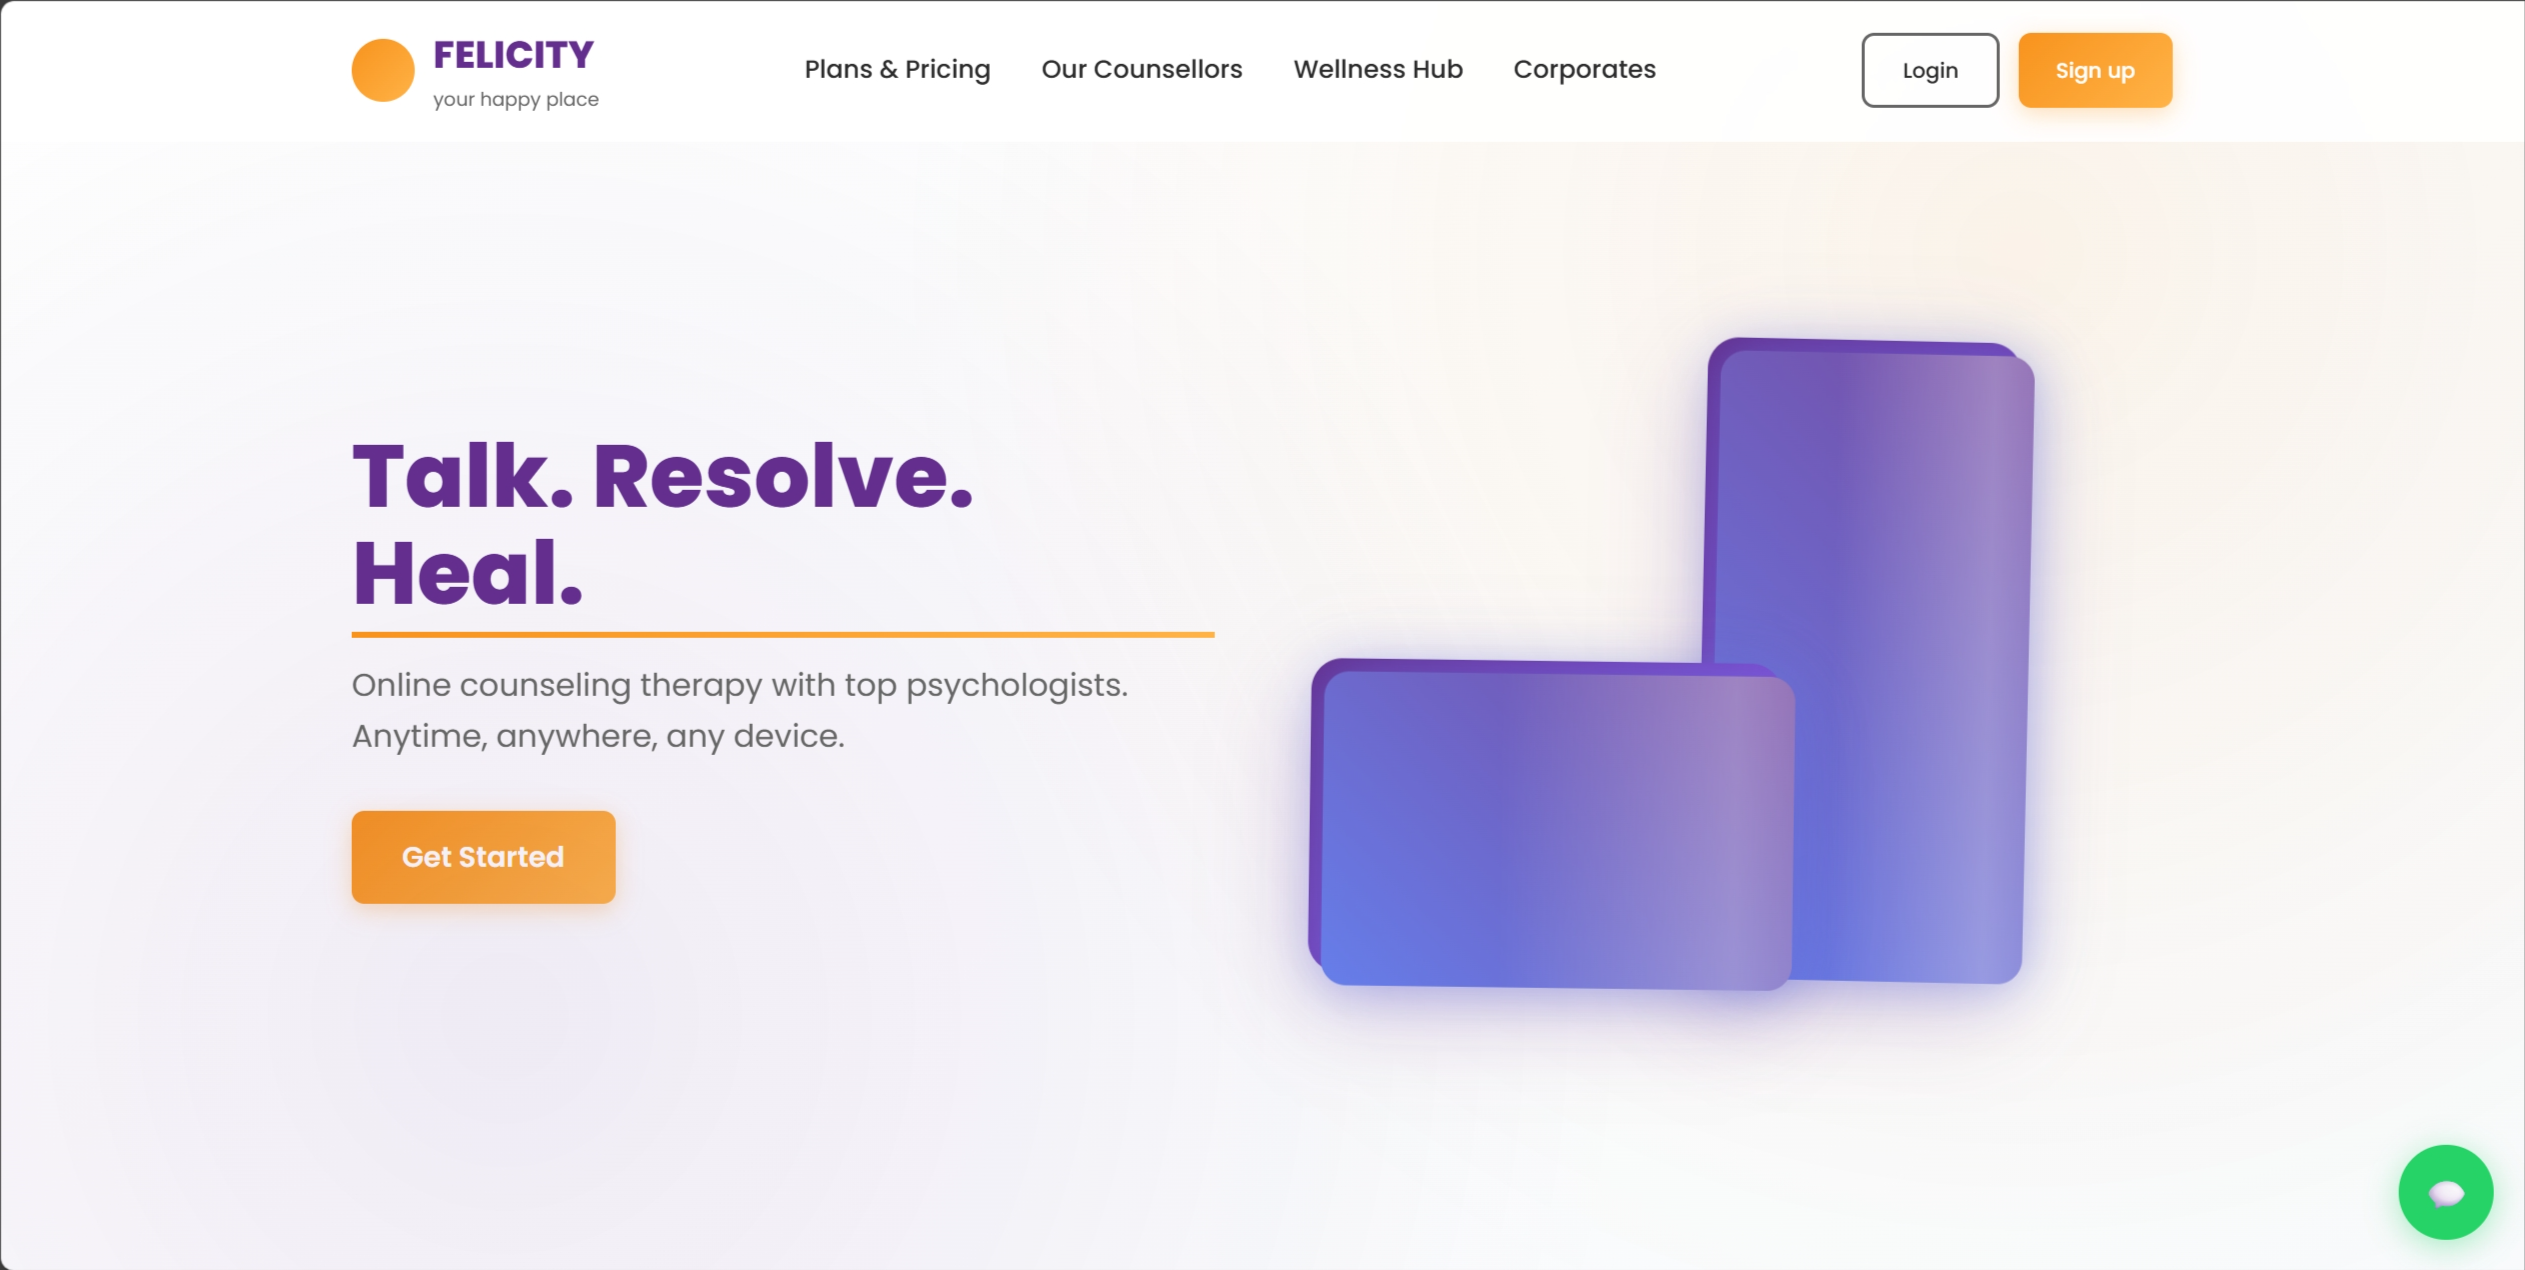 FELICITY
your happy place
Plans & Pricing
Our Counsellors
Wellness Hub
Corporates
Login
Sign up
Talk. Resolve.
Heal.
Online counseling therapy with top psychologists.
Anytime, anywhere, any device.
Get Started